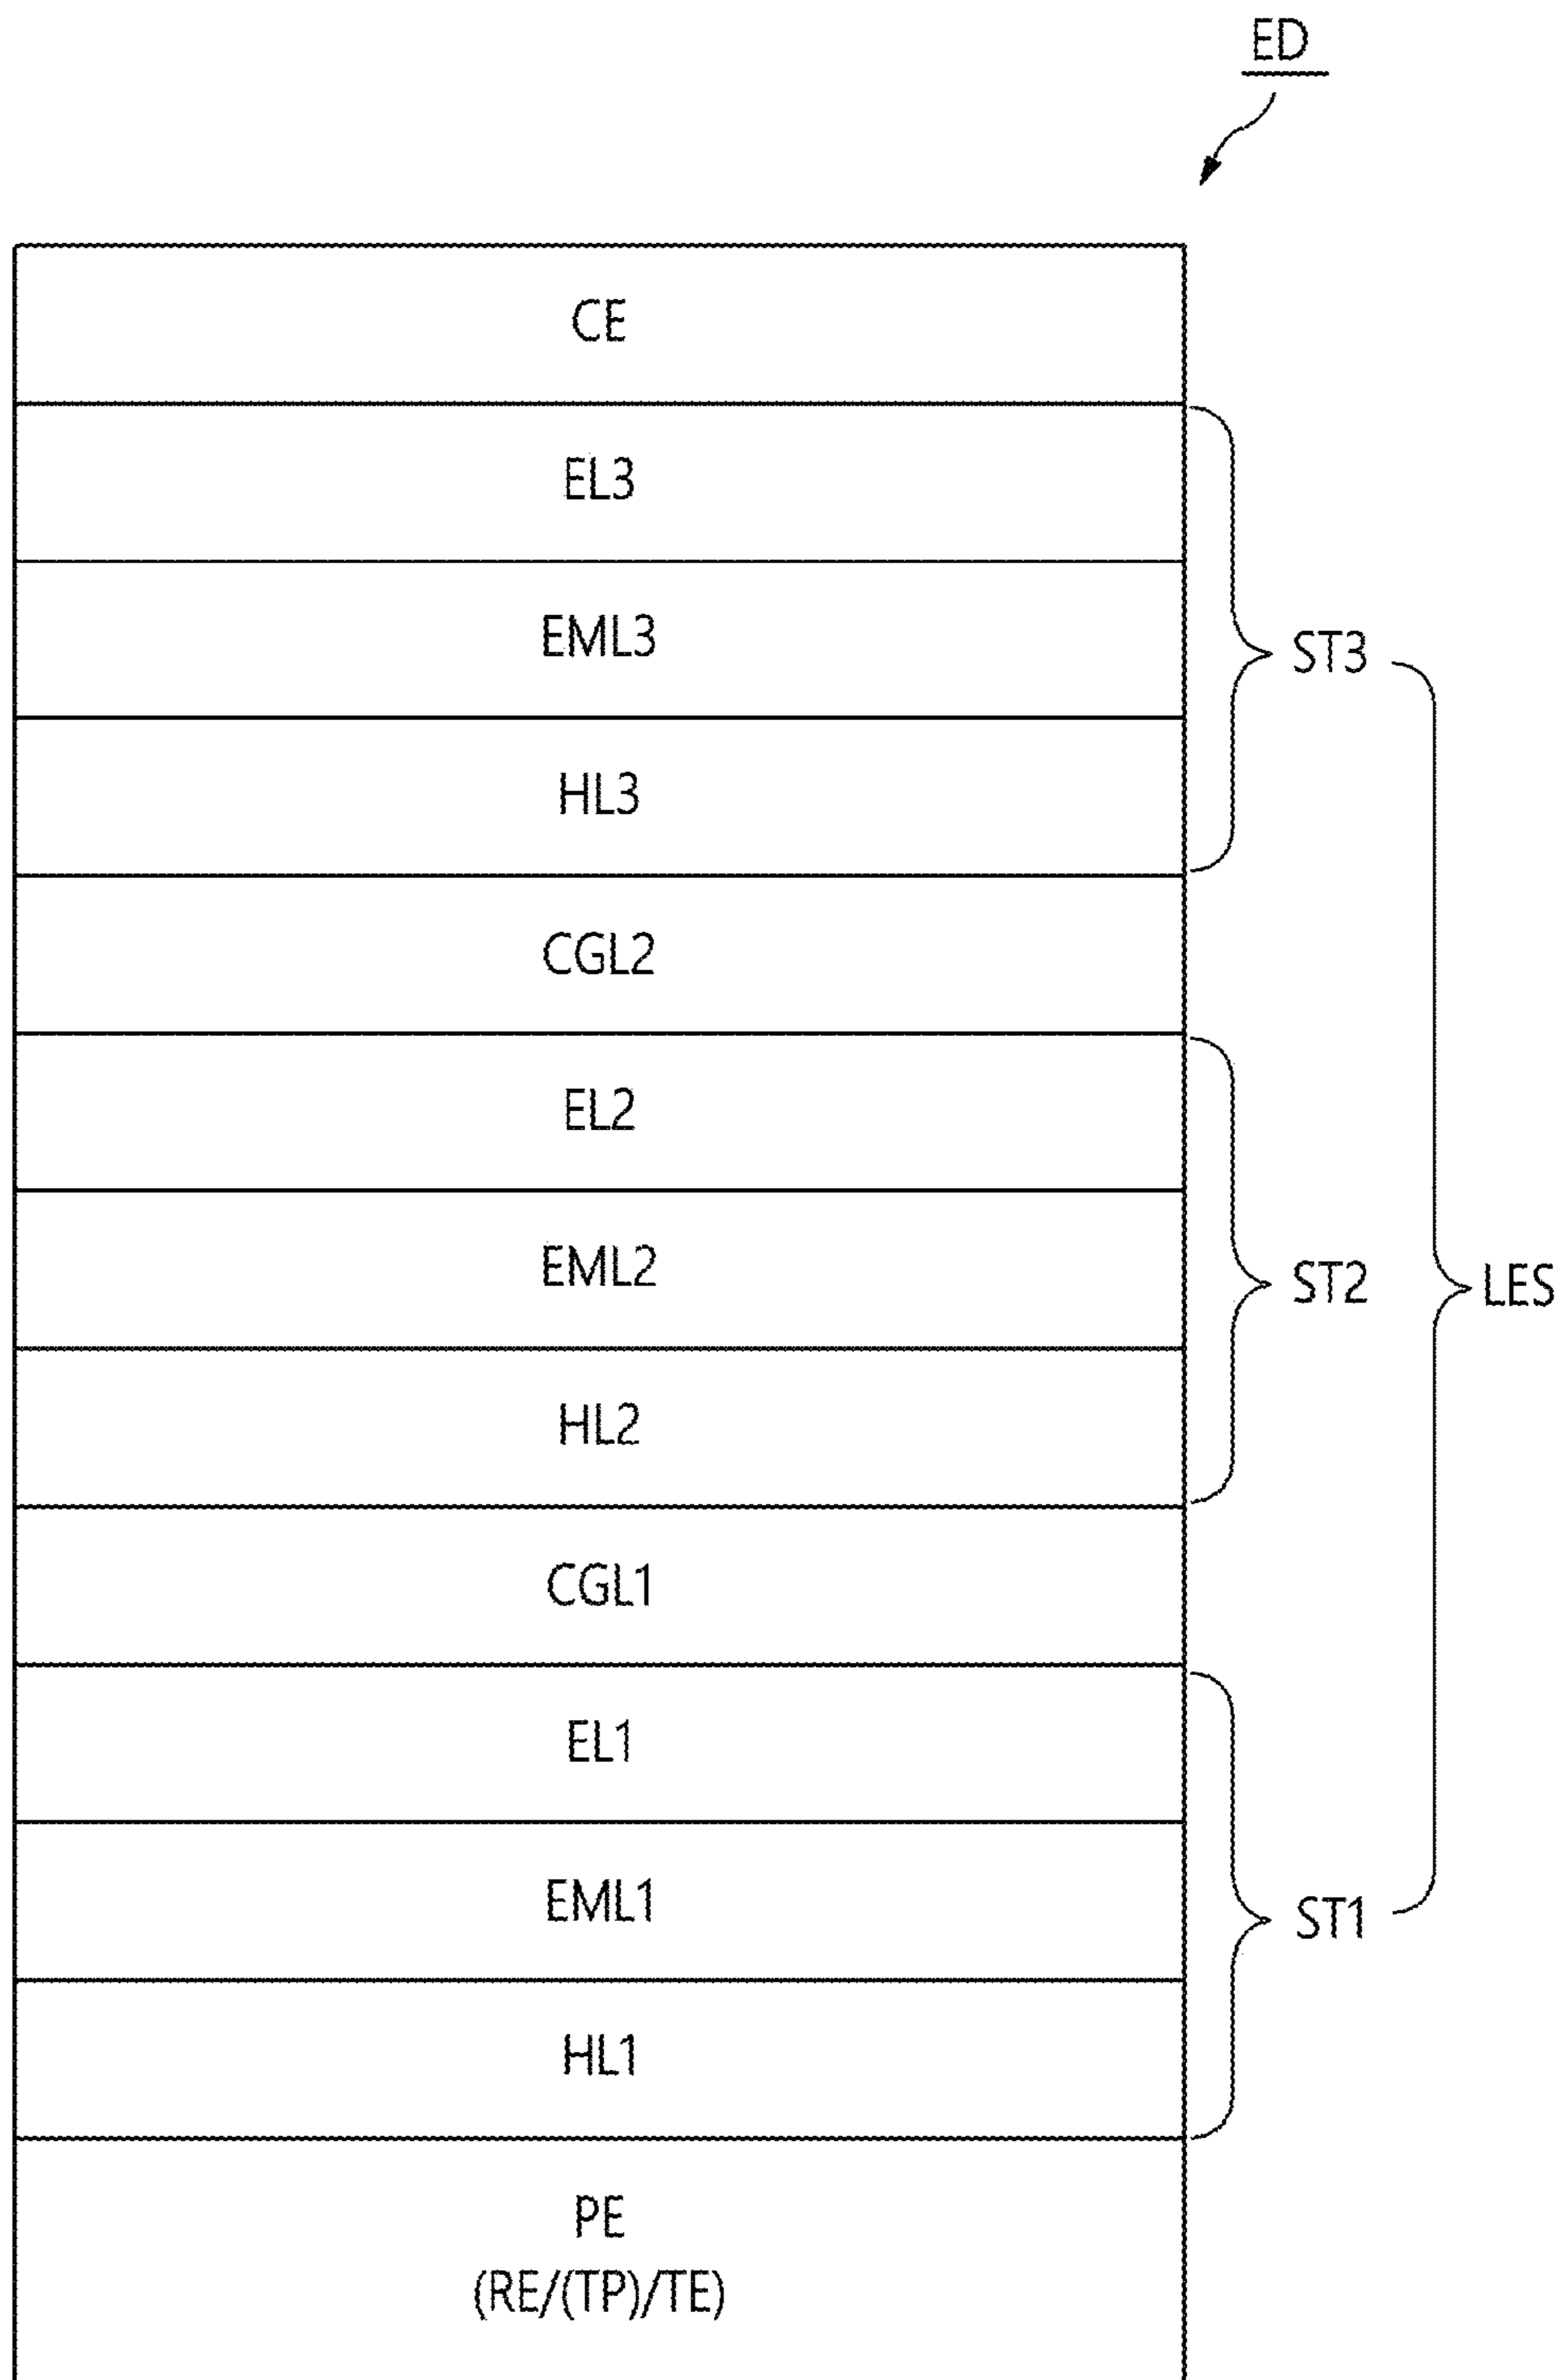 ED
CE
EL3
EML3
ST3
HL3
CGL2
EL2
EML2
ST2
LES
HL2
CGL1
EL1
EML1
ST1
HL1
PE
(RE/(TP)/TE)